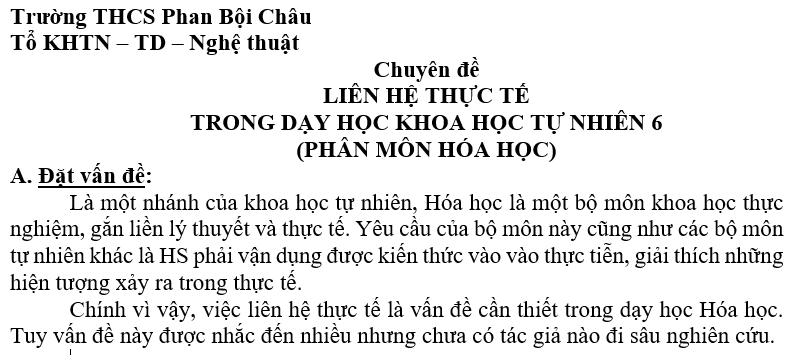 Trường THCS Phan Bội Châu
Tổ KHTN – TD – Nghệ thuật
Chuyên đề
LIÊN HỆ THỰC TẾ
TRONG DẠY HỌC KHOA HỌC TỰ NHIÊN 6
(PHÂN MÔN HÓA HỌC)
A. Đặt vấn đề:
Là một nhánh của khoa học tự nhiên, Hóa học là một bộ môn khoa học thực
nghiệm, gắn liền lý thuyết và thực tế. Yêu cầu của bộ môn này cũng như các bộ môn
tự nhiên khác là HS phải vận dụng được kiến thức vào vào thực tiễn, giải thích những
hiện tượng xảy ra trong thực tế.
Chính vì vậy, việc liên hệ thực tế là vấn đề cần thiết trong dạy học Hóa học.
Tuy vấn đề này được nhắc đến nhiều nhưng chưa có tác giả nào đi sâu nghiên cứu.